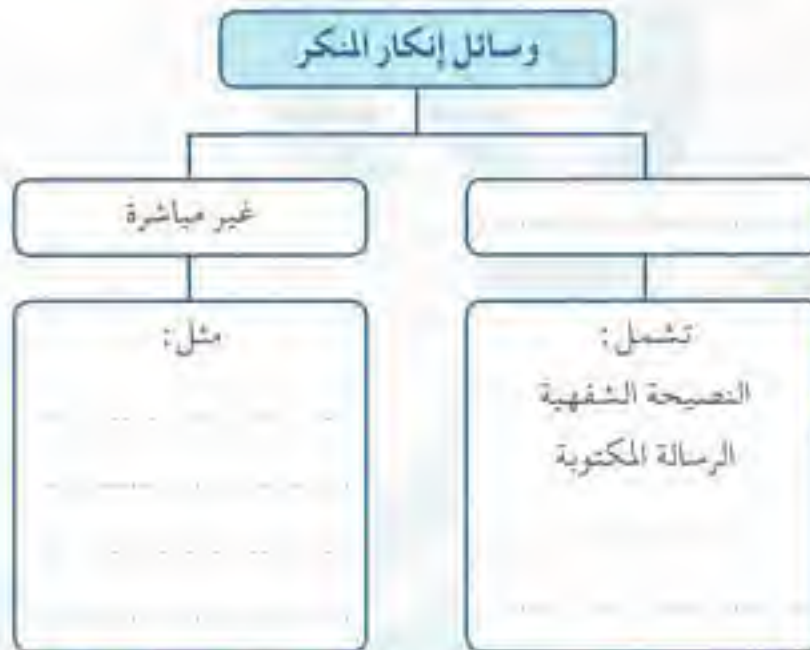 وسائل إنكار المنكر
غير مباشرة
تشمل:
النصيحة الشفهية
الرسالة المكتوبة
مثل: